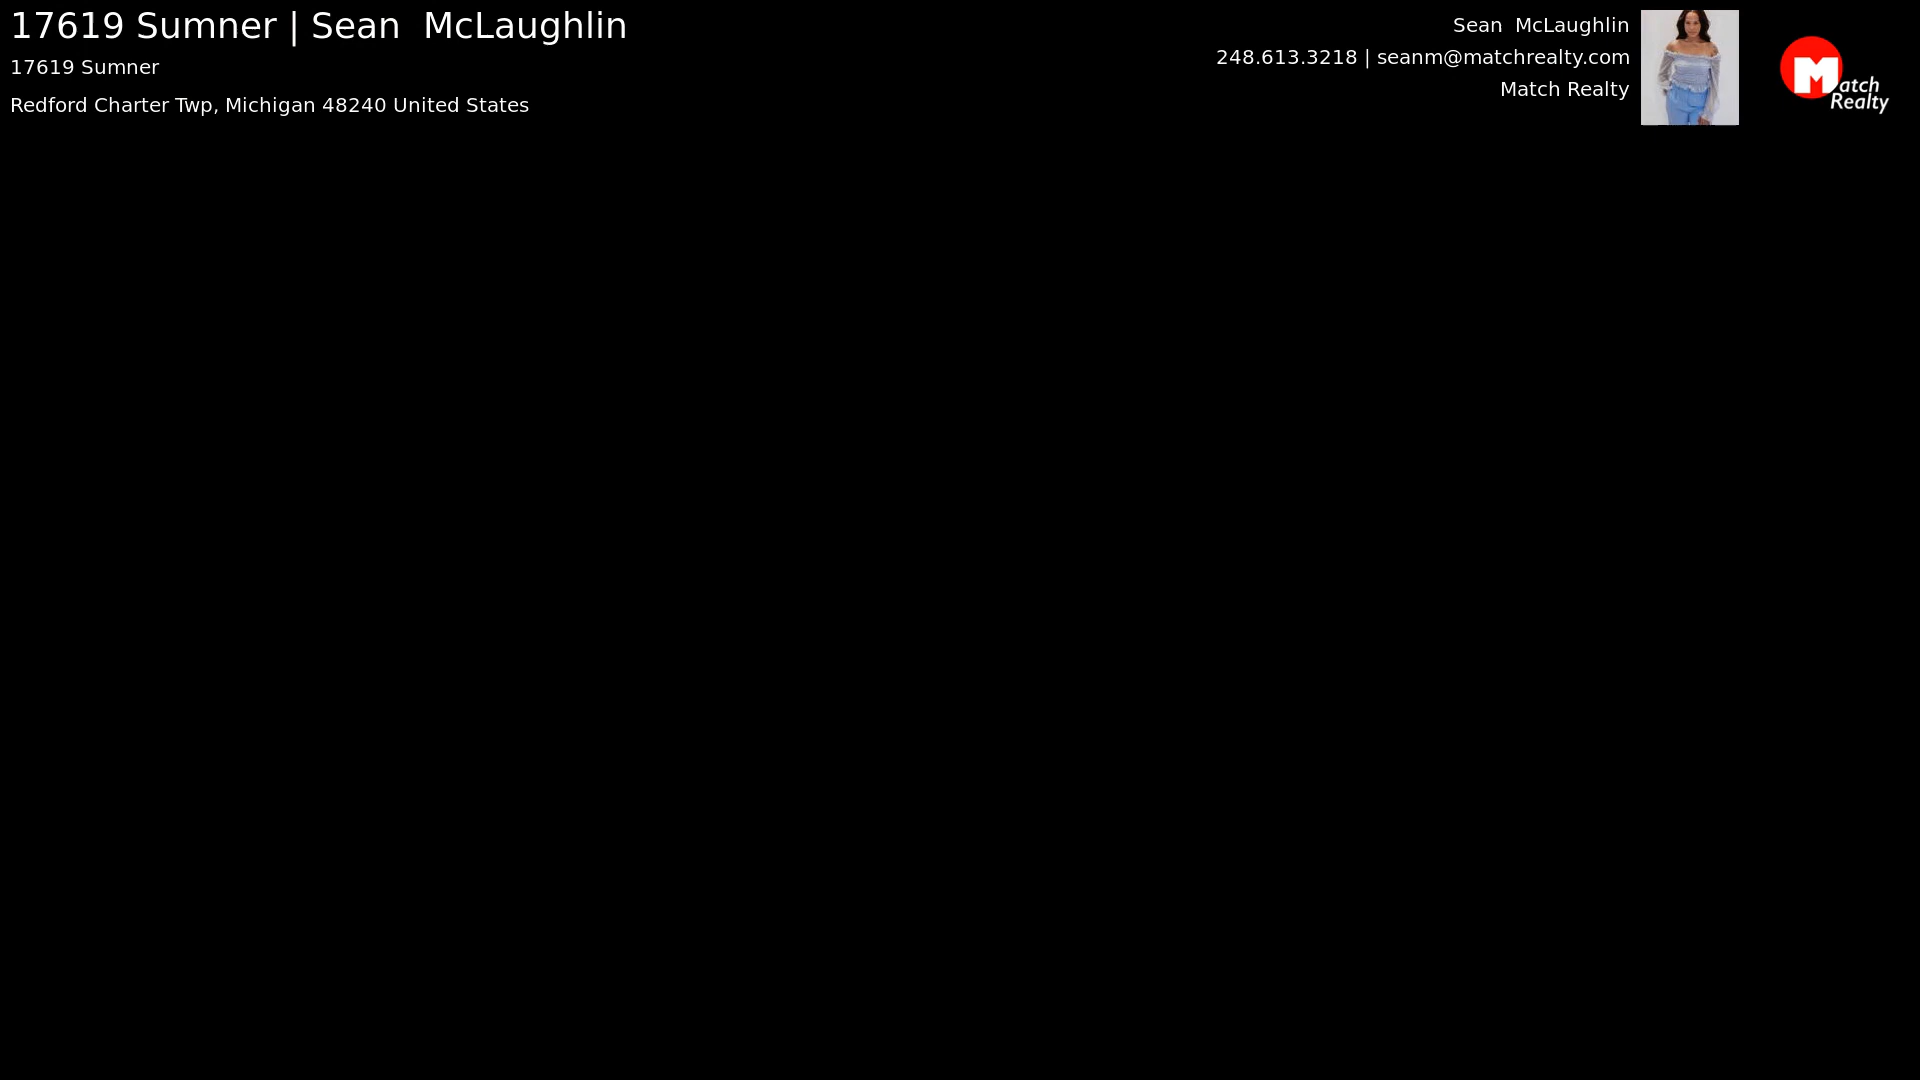 17619 Sumner | Sean  McLaughlin
17619 Sumner
Redford Charter Twp, Michigan 48240 United States
Sean  McLaughlin
248.613.3218 | seanm@matchrealty.com
Match Realty
Match
Realty